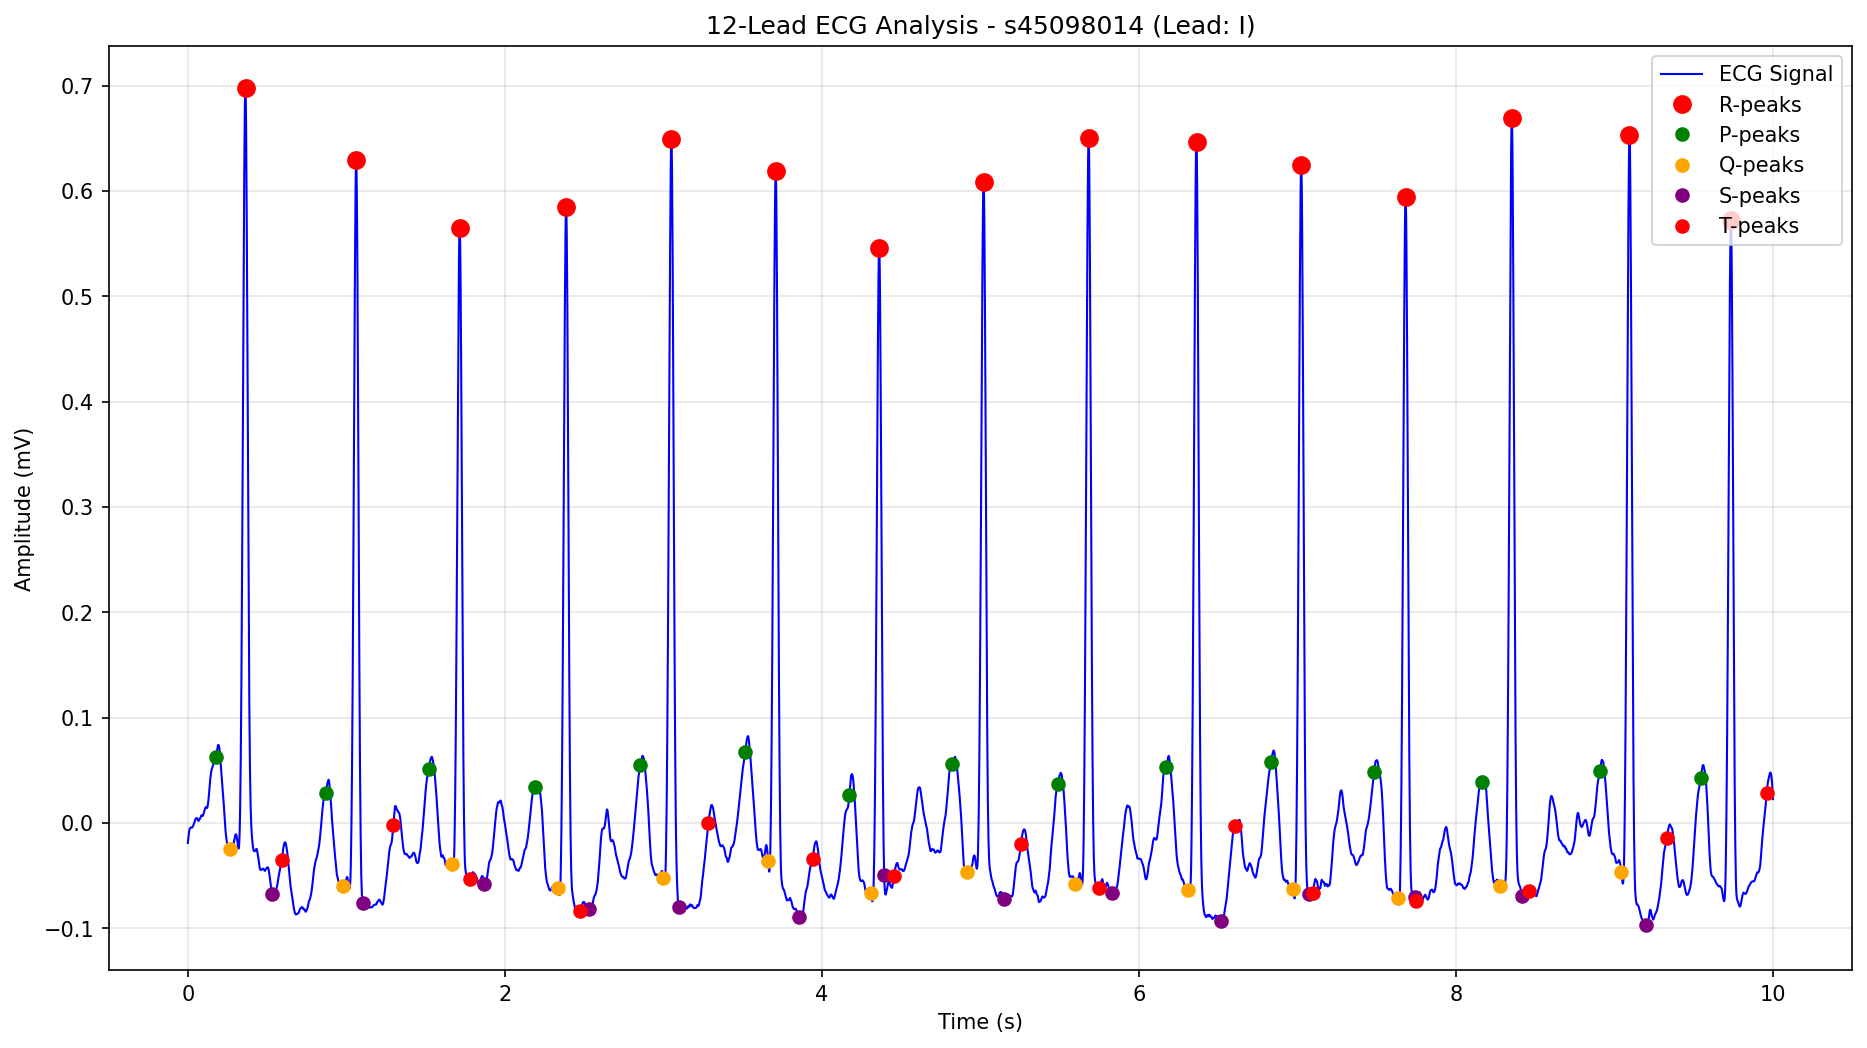 12-Lead ECG Analysis - s45098014 (Lead: I)
ECG Signal
R-peaks
P-peaks
Q-peaks
S-peaks
T-peaks
Amplitude (mV)
0.7
0.6
0.5
0.4
0.3
0.2
0.1
0.0
−0.1
0 2 4 6 8 10
Time (s)